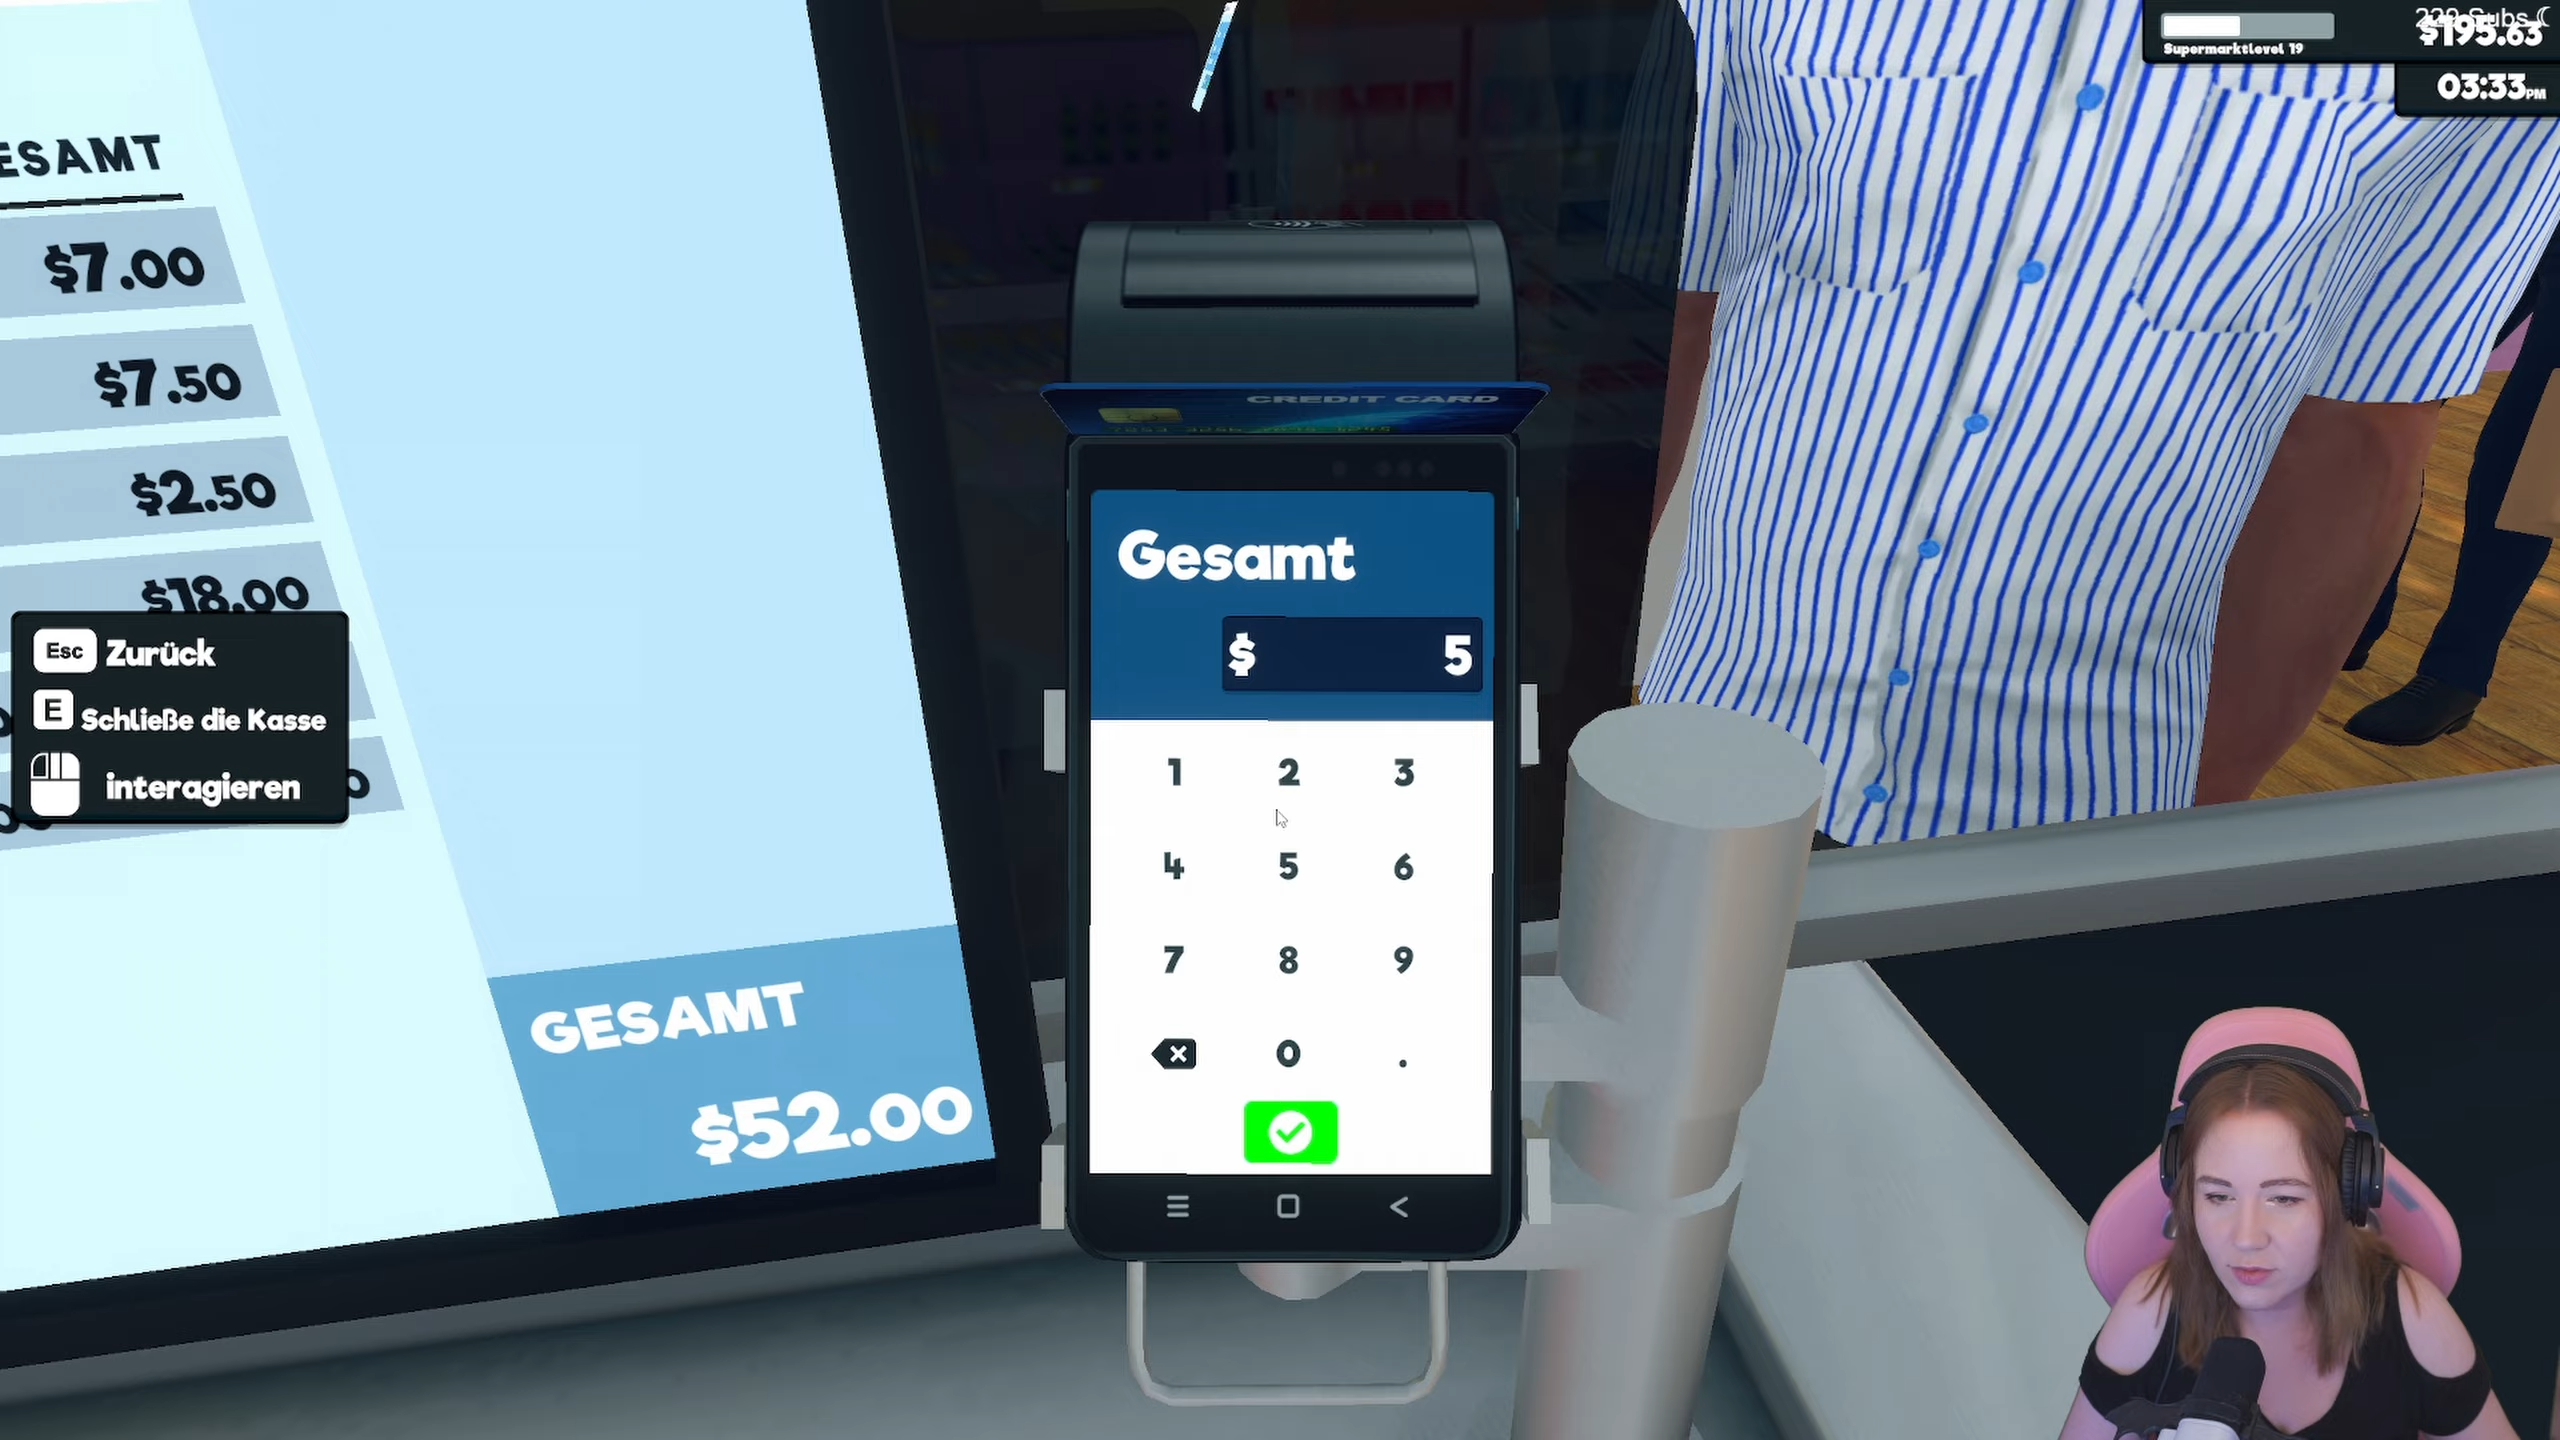 229 Subs
$195.63
Supermarktlevel 19
03:33PM
ESAMT
$7.00
$7.50
$2.50
$18.00
Esc Zurück
E Schließe die Kasse
interagieren
GESAMT
$52.00
CREDIT CARD
Gesamt
$ 5
1 2 3
4 5 6
7 8 9
0 .